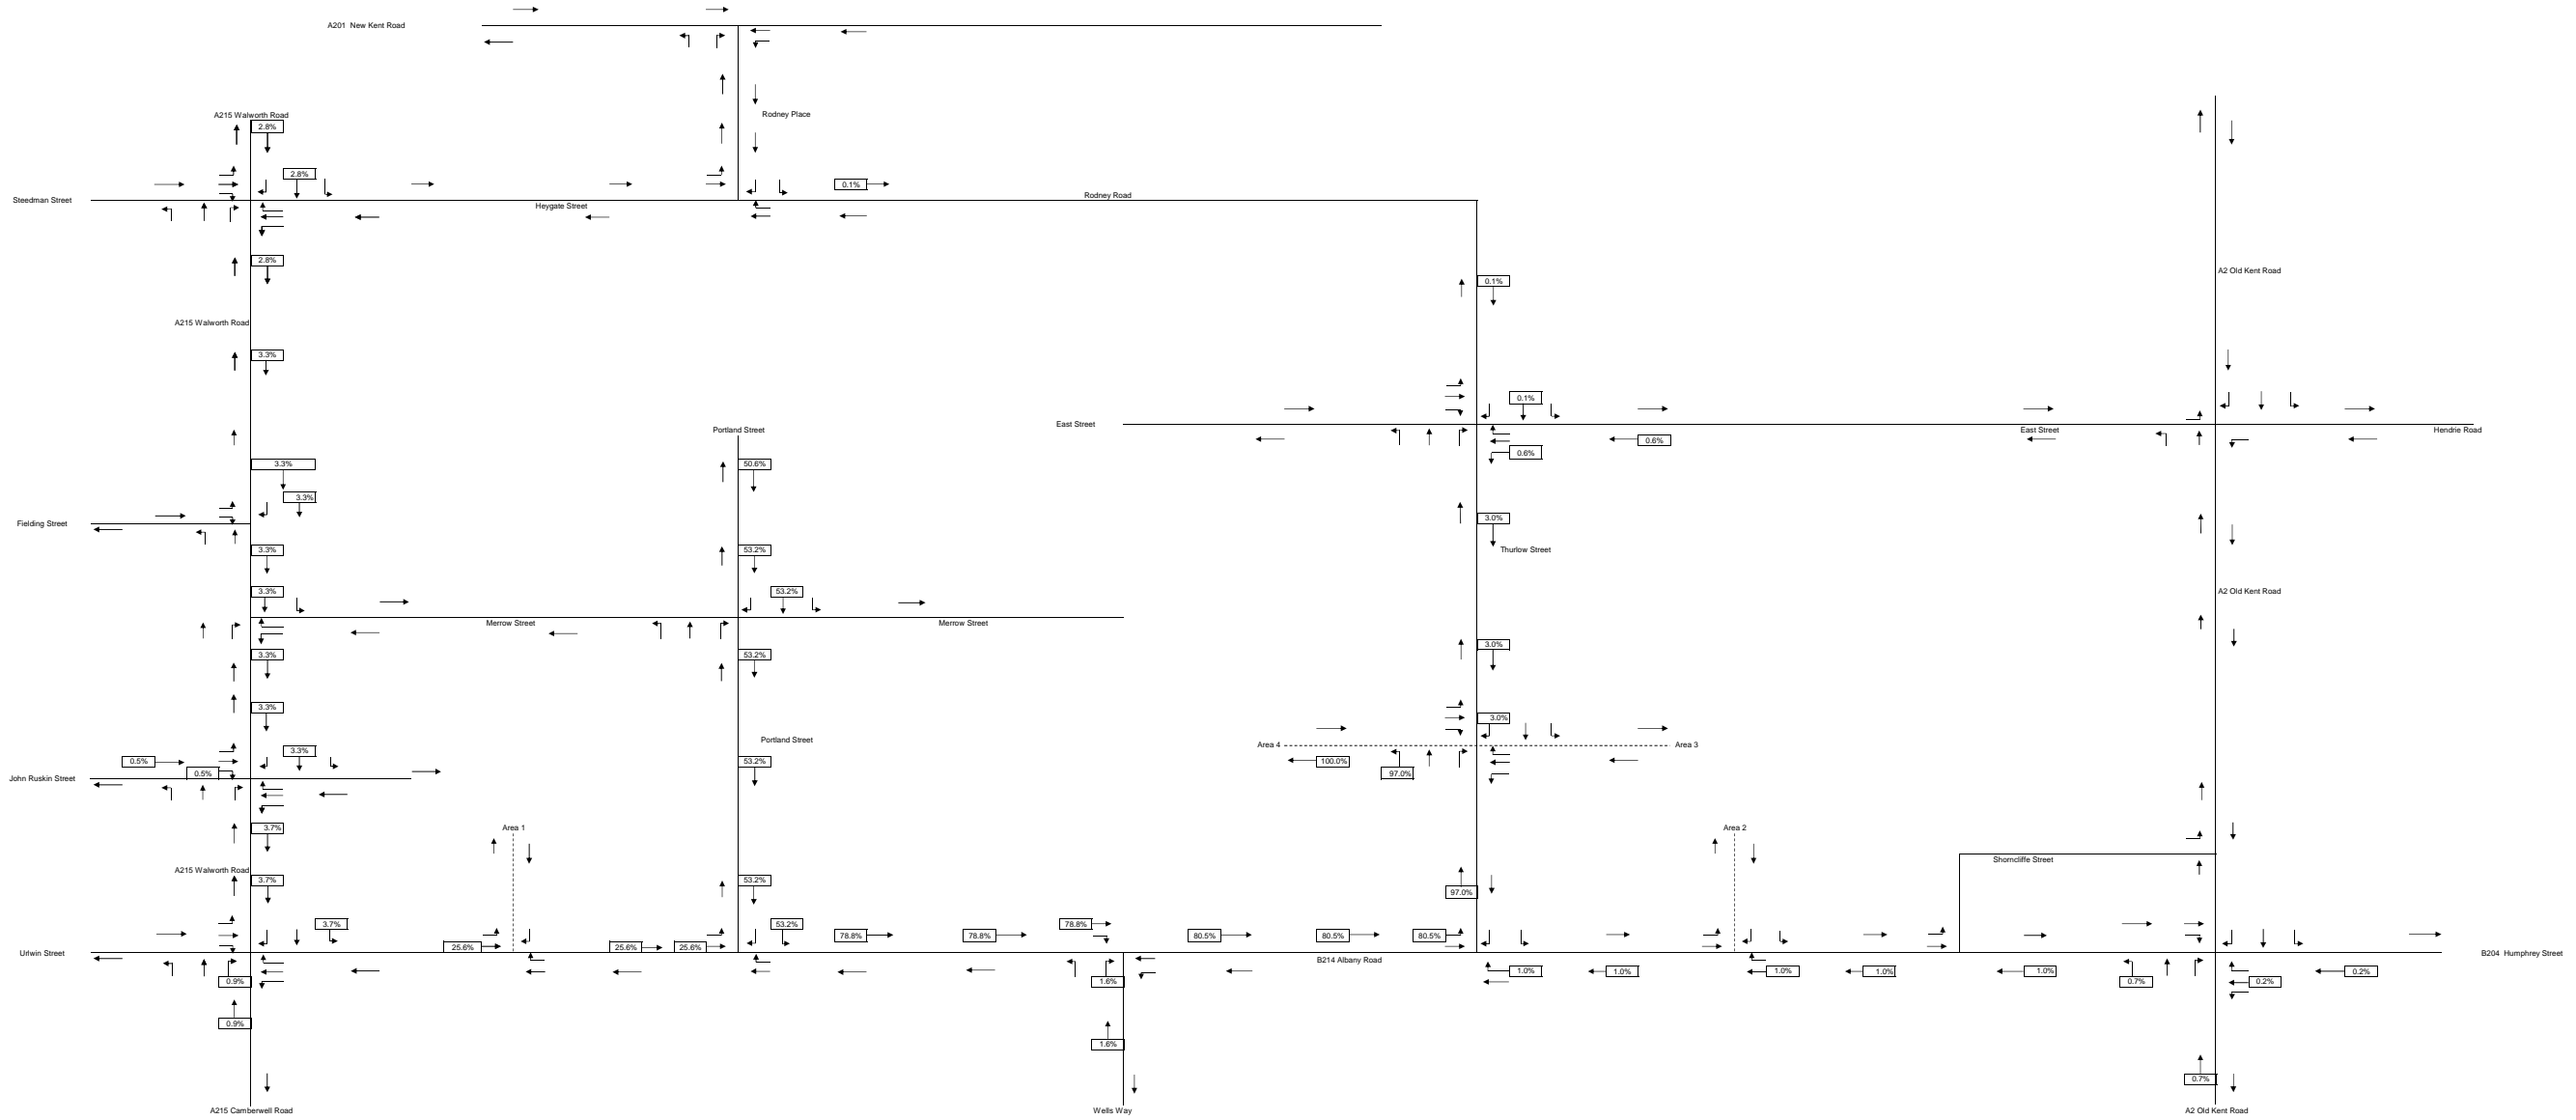 A201  New Kent Road
A215 Walworth Road
Rodney Place
2.8%
2.8%
0.1%
Steedman Street
Rodney Road
Heygate Street
2.8%
A2 Old Kent Road
0.1%
A215 Walworth Road
3.3%
0.1%
East Street
Portland Street
East Street
Hendrie Road
0.6%
0.6%
3.3%
50.6%
3.3%
Fielding Street
3.0%
3.3%
53.2%
Thurlow Street
3.3%
53.2%
A2 Old Kent Road
Merrow Street
Merrow Street
3.3%
53.2%
3.0%
3.3%
3.0%
Portland Street
Area 4
Area 3
3.3%
0.5%
53.2%
100.0%
0.5%
97.0%
John Ruskin Street
3.7%
Area 1
Area 2
Shorncliffe Street
A215 Walworth Road
3.7%
53.2%
97.0%
3.7%
53.2%
78.8%
78.8%
78.8%
80.5%
80.5%
80.5%
25.6%
25.6%
25.6%
Urlwin Street
B214 Albany Road
B204  Humphrey Street
1.0%
1.0%
1.0%
1.0%
1.0%
0.2%
0.9%
1.6%
0.7%
0.2%
0.9%
1.6%
0.7%
A215 Camberwell Road
Wells Way
A2 Old Kent Road